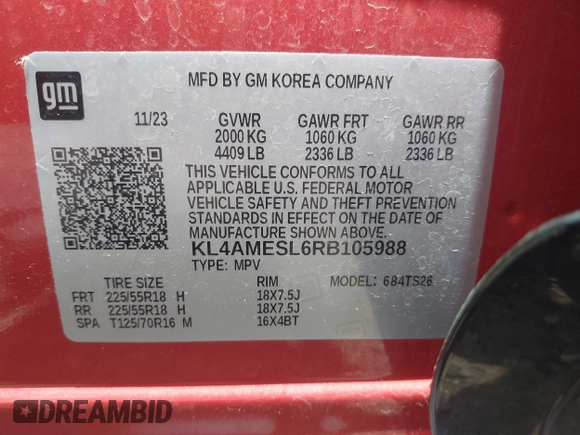 gm
MFD BY GM KOREA COMPANY
11/23 GVWR GAWR FRT GAWR RR
2000 KG 1060 KG 1060 KG
4409 LB 2336 LB 2336 LB
THIS VEHICLE CONFORMS TO ALL
APPLICABLE U.S. FEDERAL MOTOR
VEHICLE SAFETY AND THEFT PREVENTION
STANDARDS IN EFFECT ON THE DATE OF
MANUFACTURE SHOWN ABOVE.
KL4AMESL6RB105988
TYPE: MPV MODEL: 684TS26
TIRE SIZE RIM
FRT 225/55R18 H 18X7.5J
RR 225/55R18 H 18X7.5J
SPA T125/70R16 M 16X4BT
DREAMBID